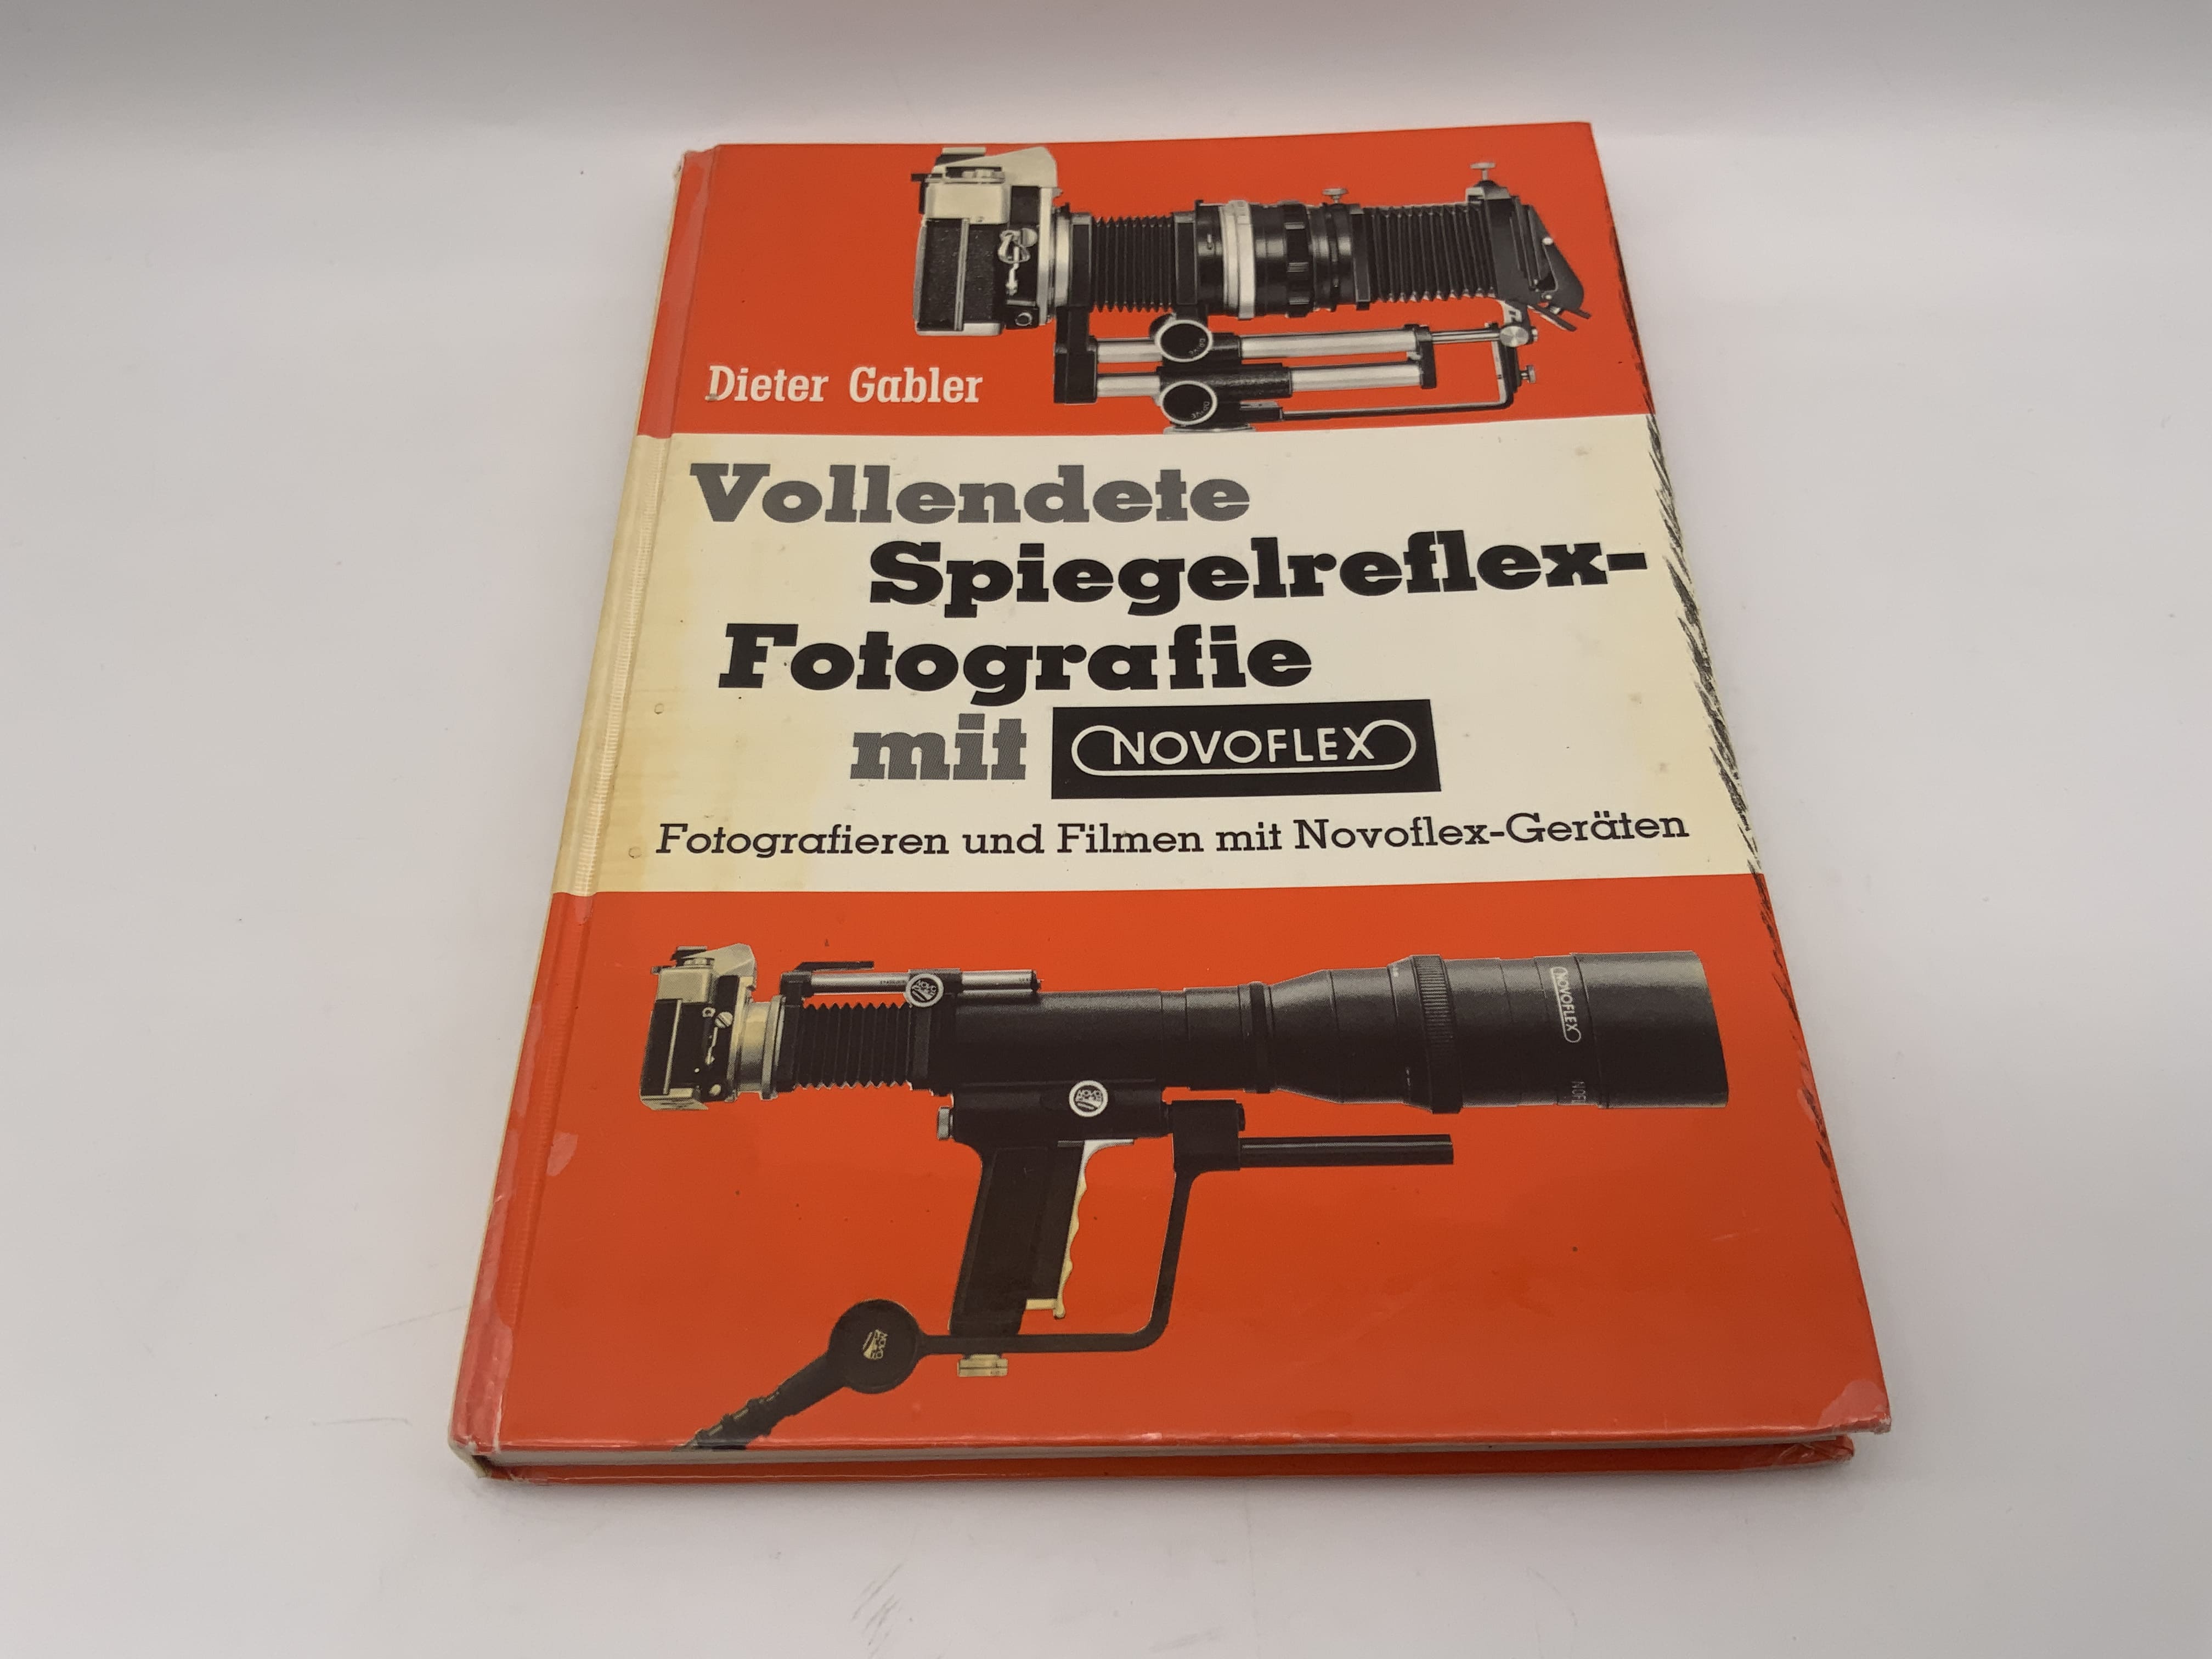 Dieter Gabler
Vollendete
Spiegelreflex-
Fotografie
mit NOVOFLEX
Fotografieren und Filmen mit Novoflex-Geräten
NOVOFLEX